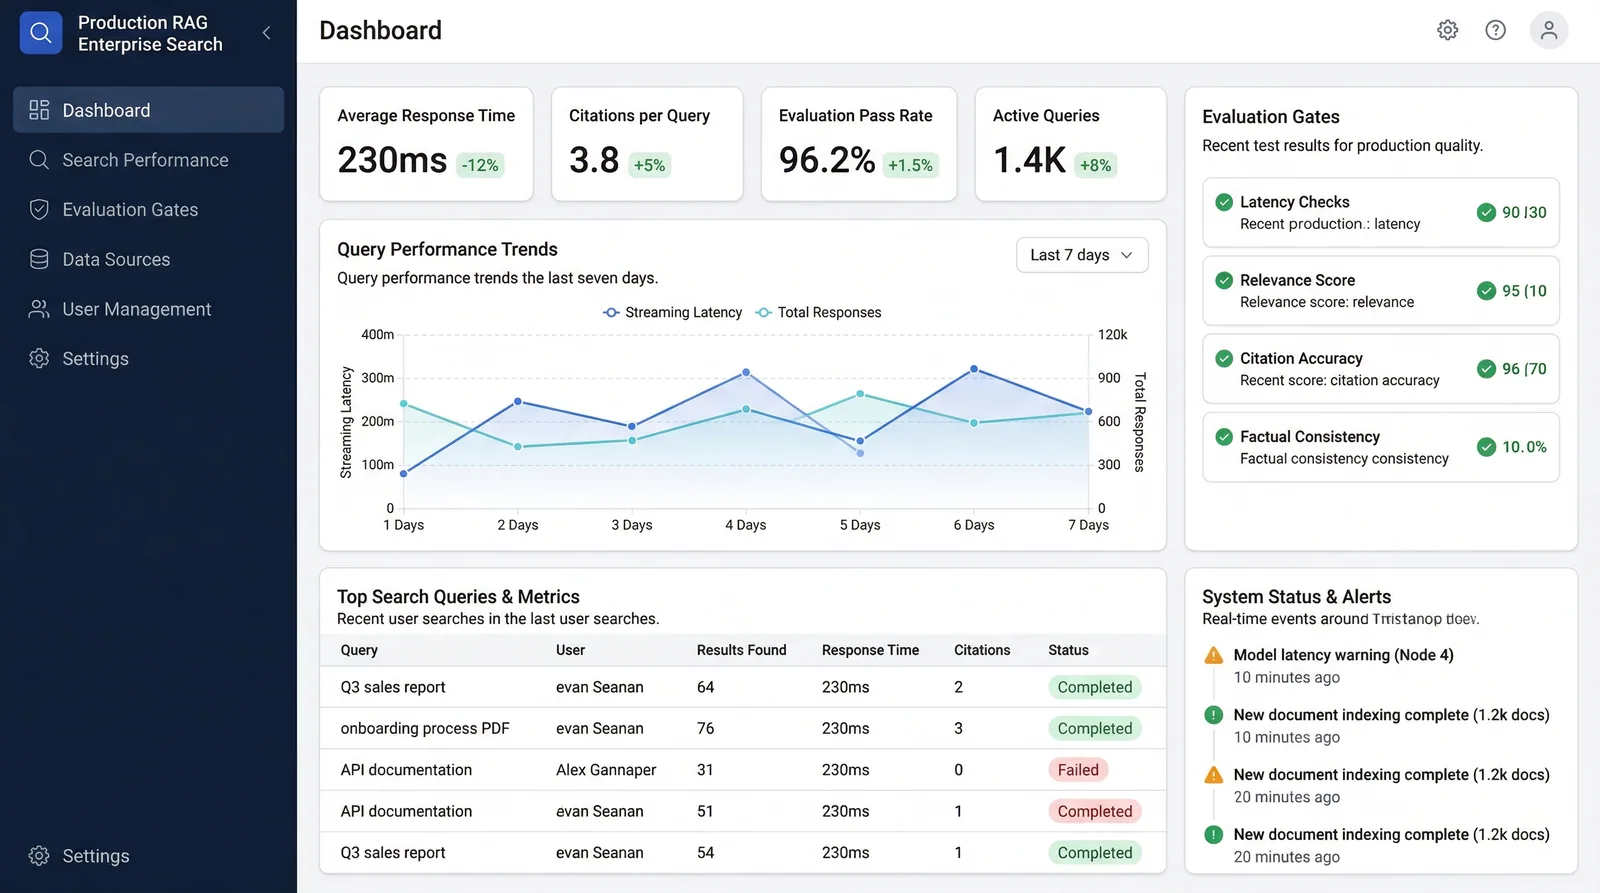 Production RAG
Enterprise Search
Dashboard
Search Performance
Evaluation Gates
Data Sources
User Management
Settings
Settings
Dashboard
Average Response Time
230ms -12%
Citations per Query
3.8 +5%
Evaluation Pass Rate
96.2% +1.5%
Active Queries
1.4K +8%
Query Performance Trends
Query performance trends the last seven days.
Last 7 days
Streaming Latency Total Responses
400m
300m
200m
100m
0
Streaming Latency
120k
900
600
300
0
Total Responses
1 Days 2 Days 3 Days 4 Days 5 Days 6 Days 7 Days
Evaluation Gates
Recent test results for production quality.
Latency Checks
Recent production.: latency
90
Relevance Score
Relevance score: relevance
95
Citation Accuracy
Recent score: citation accuracy
96
Factual Consistency
Factual consistency consistency
10.0%
Top Search Queries & Metrics
Recent user searches in the last user searches.
Query User Results Found Response Time Citations Status
Q3 sales report evan Seanan 64 230ms 2 Completed
onboarding process PDF evan Seanan 76 230ms 3 Completed
API documentation Alex Gannaper 31 230ms 0 Failed
API documentation evan Seanan 51 230ms 1 Completed
Q3 sales report evan Seanan 54 230ms 1 Completed
System Status & Alerts
Real-time events around
Model latency warning (Node 4)
10 minutes ago
New document indexing complete (1.2k docs)
10 minutes ago
New document indexing complete (1.2k docs)
20 minutes ago
New document indexing complete (1.2k docs)
20 minutes ago